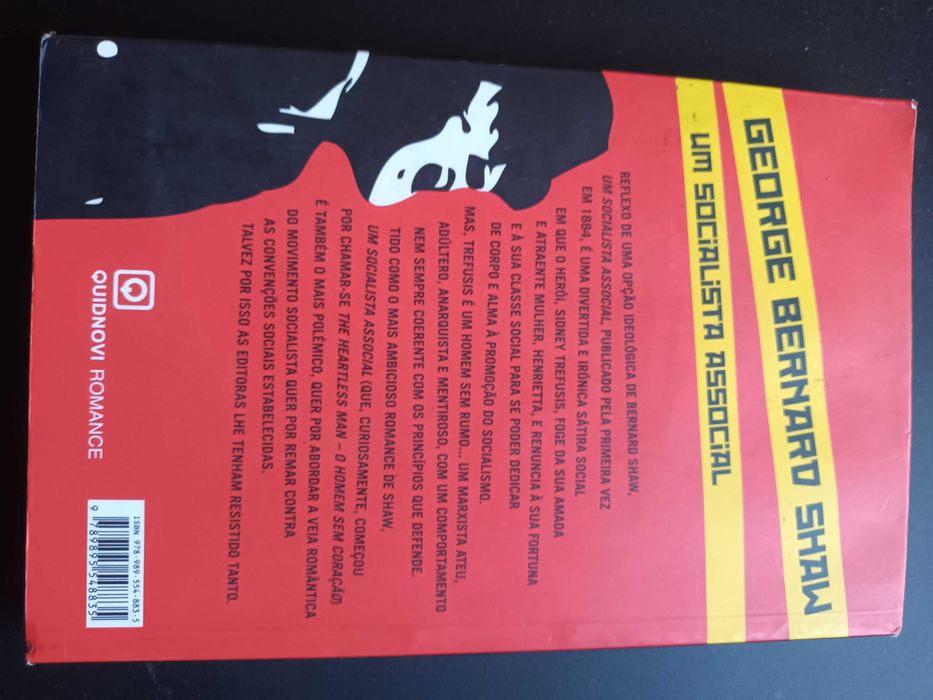 GEORGE BERNARD SHAW
UM SOCIALISTA ASSOCIAL
REFLEXO DE UMA OPÇÃO IDEOLÓGICA DE BERNARD SHAW,
UM SOCIALISTA ASSOCIAL, PUBLICADO PELA PRIMEIRA VEZ
EM 1884, É UMA DIVERTIDA E IRÓNICA SÁTIRA SOCIAL
EM QUE O HERÓI, SIDNEY TREFUSIS, FOGE DA SUA AMADA
E ATRAENTE MULHER, HENRIETTA, E RENUNCIA À SUA FORTUNA
E À SUA CLASSE SOCIAL PARA SE PODER DEDICAR
DE CORPO E ALMA À PROMOÇÃO DO SOCIALISMO.
MAS, TREFUSIS É UM HOMEM SEM RUMO... UM MARXISTA ATEU,
ADÚLTERO, ANARQUISTA E MENTIROSO, COM UM COMPORTAMENTO
NEM SEMPRE COERENTE COM OS PRINCÍPIOS QUE DEFENDE.
TIDO COMO O MAIS AMBICIOSO ROMANCE DE SHAW,
UM SOCIALISTA ASSOCIAL (QUE, CURIOSAMENTE, COMEÇOU
POR CHAMAR-SE THE HEARTLESS MAN – O HOMEM SEM CORAÇÃO)
É TAMBÉM O MAIS POLÉMICO, QUER POR ABORDAR A VEIA ROMÂNTICA
DO MOVIMENTO SOCIALISTA QUER POR REMAR CONTRA
AS CONVENÇÕES SOCIAIS ESTABELECIDAS.
TALVEZ POR ISSO AS EDITORAS LHE TENHAM RESISTIDO TANTO.
QUIDNOVI ROMANCE
ISBN 978-989-554-883-5
9 789895 548835